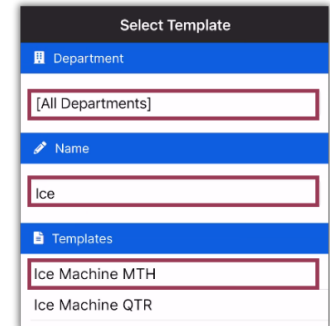 Select Template
Department
[All Departments]
Name
Ice
Templates
Ice Machine MTH
Ice Machine QTR